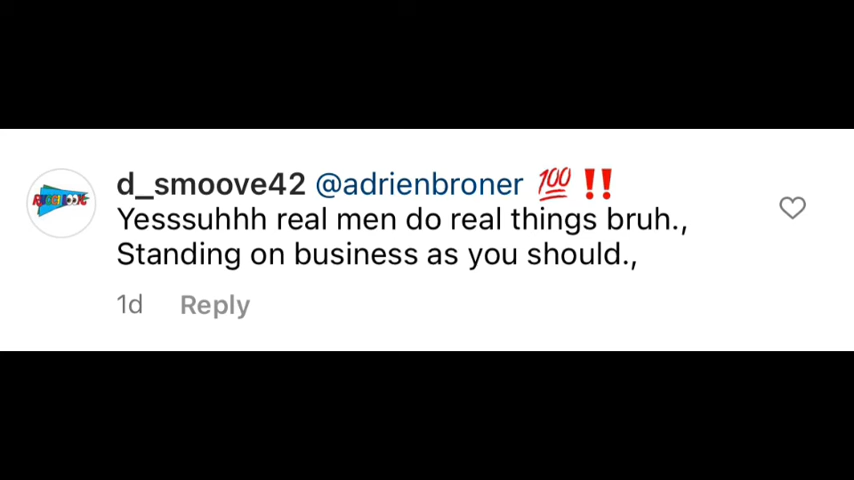 d_smoove42 @adrienbroner 💯 ‼️
Yesssuhhh real men do real things bruh.,
Standing on business as you should.,
1d Reply